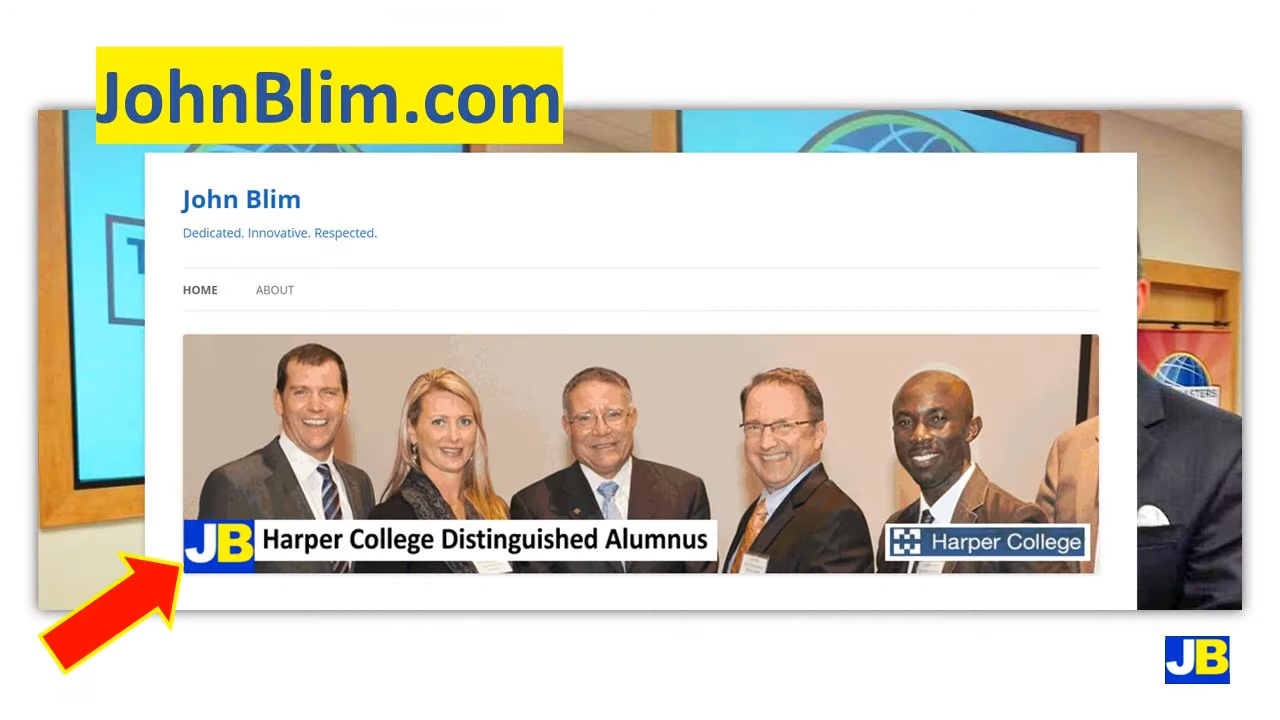 JohnBlim.com
John Blim
Dedicated. Innovative. Respected.
HOME ABOUT
JB Harper College Distinguished Alumnus
Harper College
JB